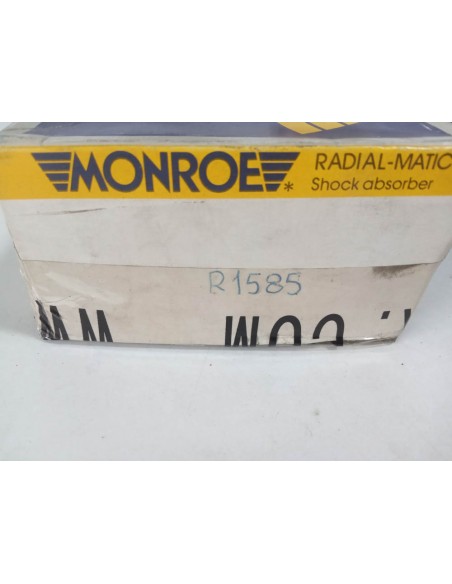 MONROE*
RADIAL-MATIC
Shock absorber
R1585